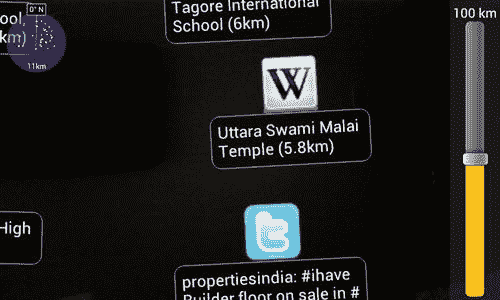 Tagore International
School (6km)
ool,
km)
0° N
11km
100 km
W
Uttara Swami Malai
Temple (5.8km)
High
t
propertiesindia: #ihave
Builder floor on sale in #